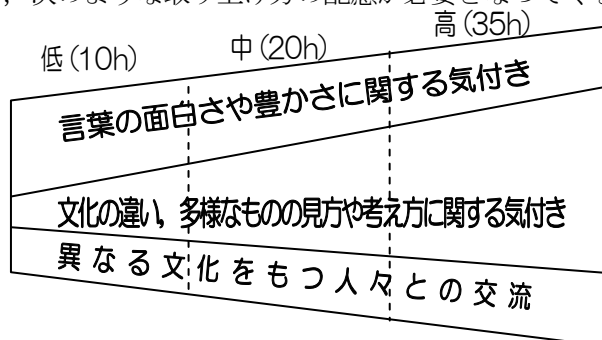 ，次のような取り上げ方の配慮が必要となってく
低(10h) 中(20h) 高(35h)
言葉の面白さや豊かさに関する気付き
文化の違い，多様なものの見方や考え方に関する気付き
異なる文化をもつ人々との交流